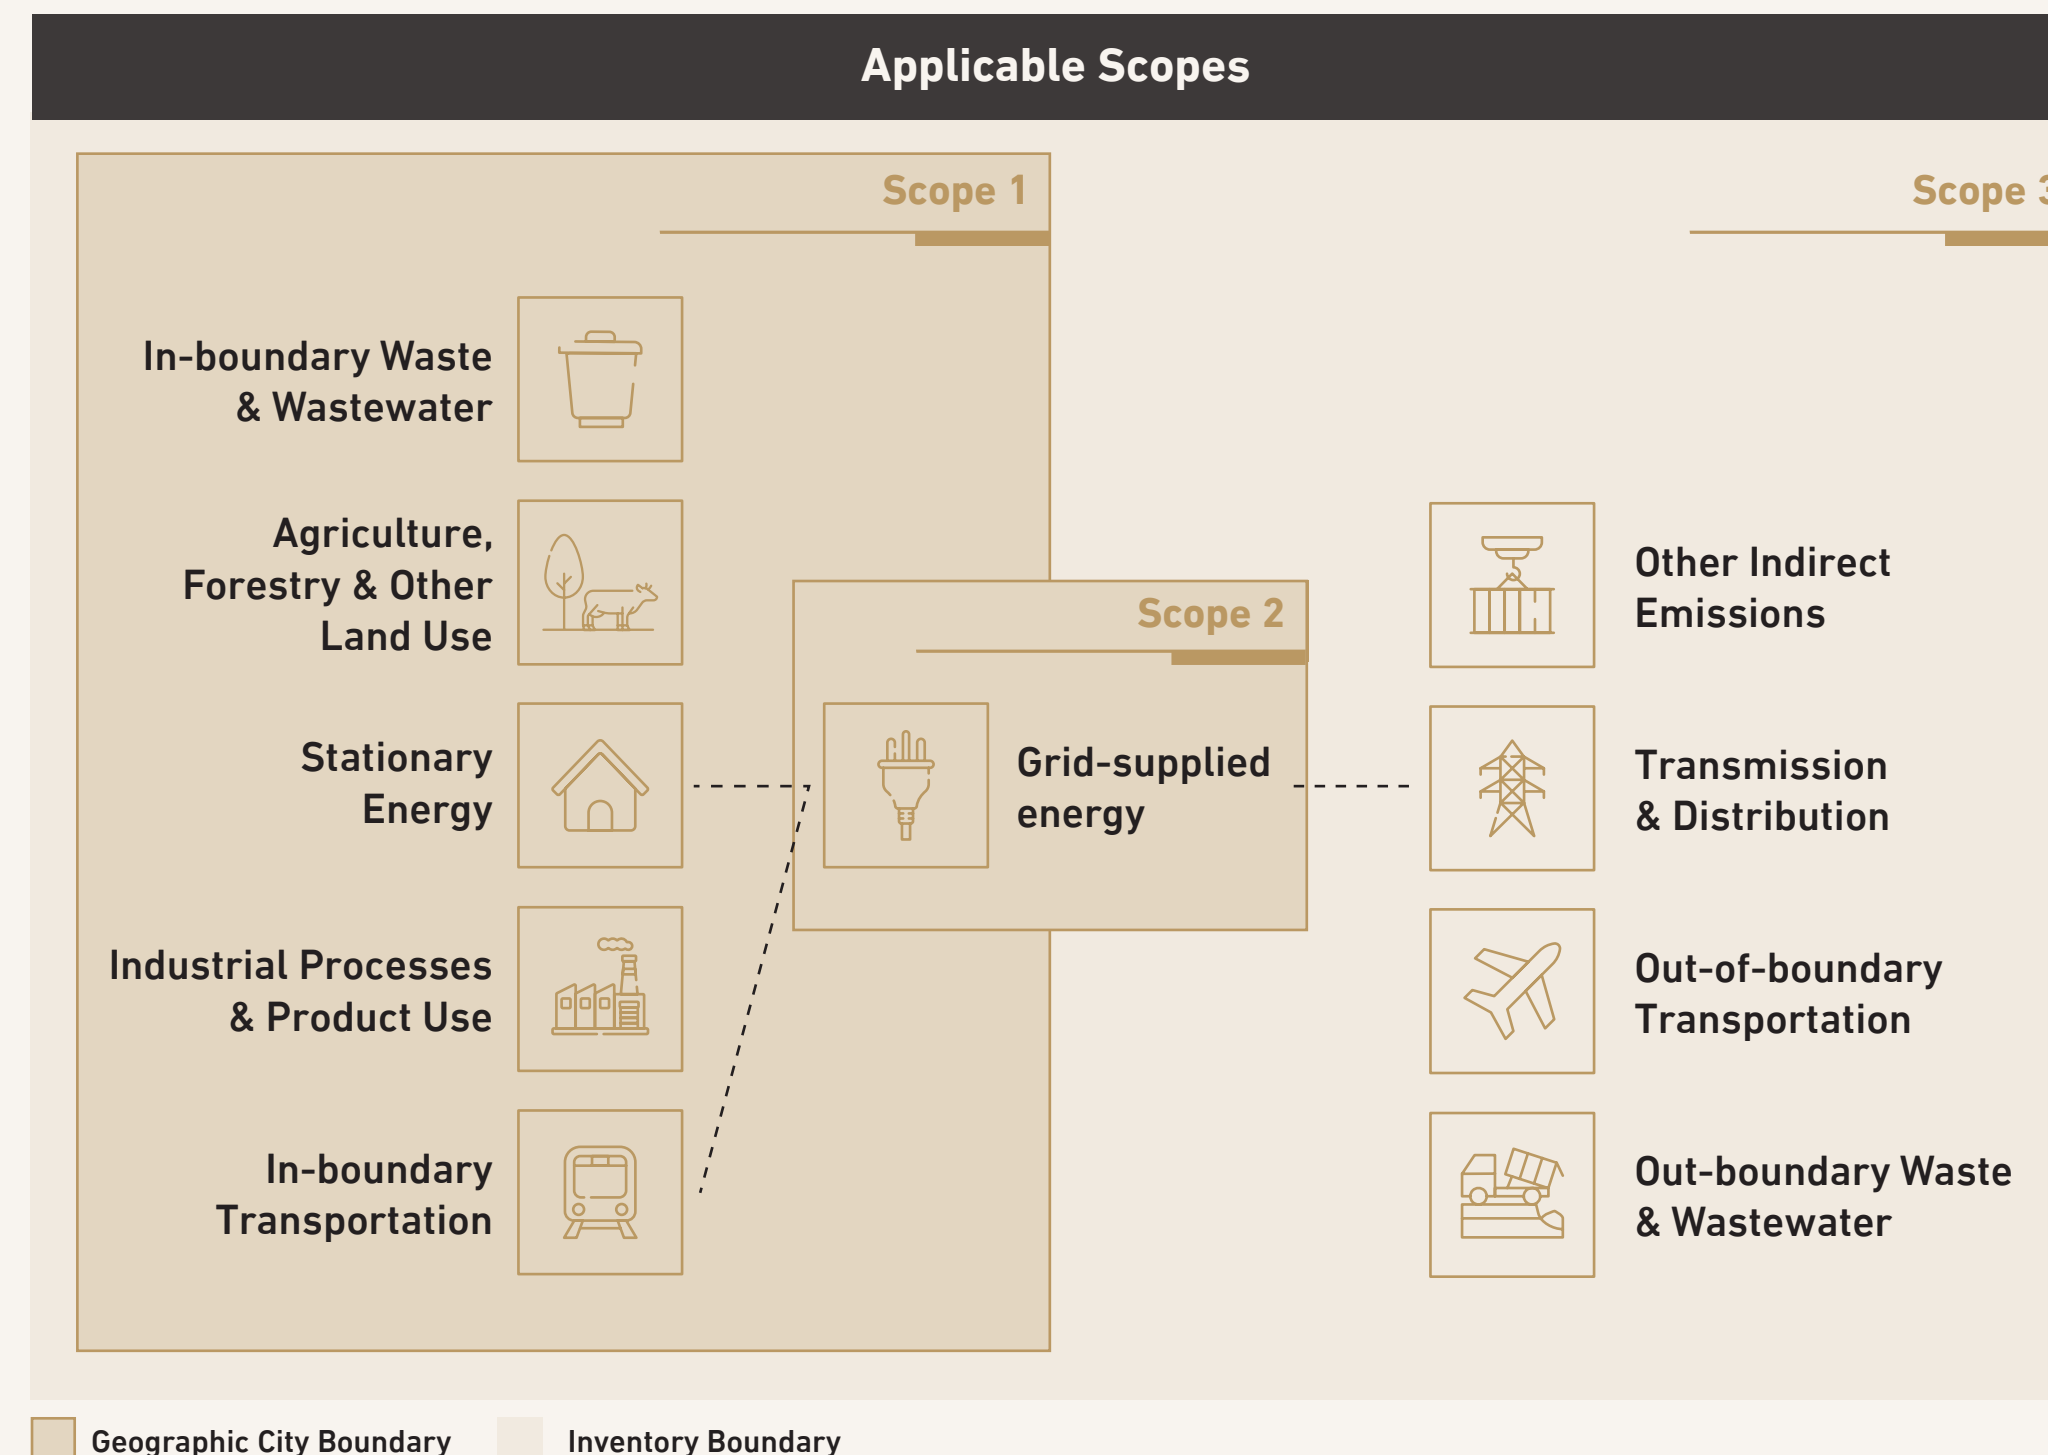 Applicable Scopes
Scope 1
In-boundary Waste
& Wastewater
Agriculture,
Forestry & Other
Land Use
Stationary
Energy
Industrial Processes
& Product Use
In-boundary
Transportation
Scope 2
Grid-supplied
energy
Scope 3
Other Indirect
Emissions
Transmission
& Distribution
Out-of-boundary
Transportation
Out-boundary Waste
& Wastewater
Geographic City Boundary
Inventory Boundary